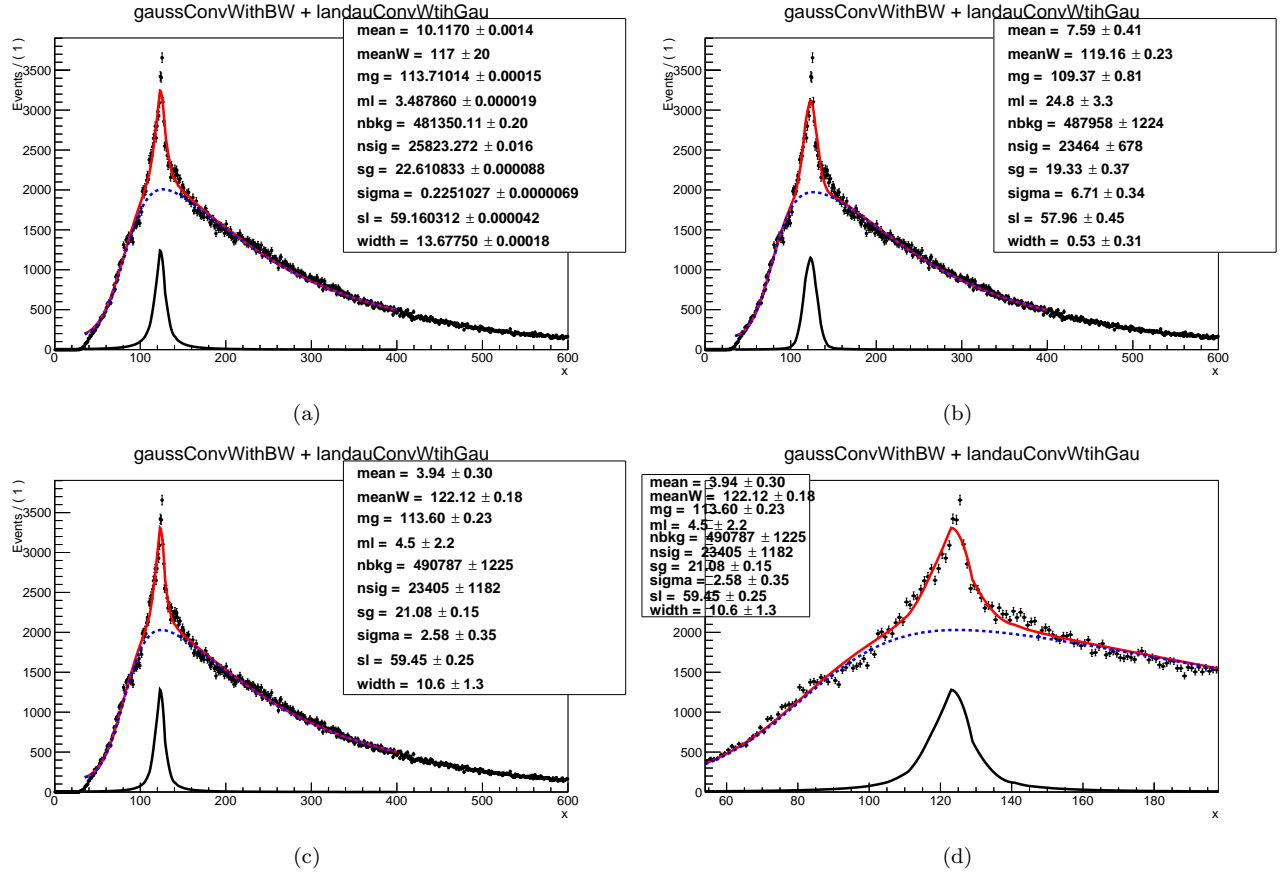 gaussConvWithBW + landauConvWtihGau
mean = 10.1170 ± 0.0014
meanW = 117 ± 20
mg = 113.71014 ± 0.00015
ml = 3.487860 ± 0.000019
nbkg = 481350.11 ± 0.20
nsig = 25823.272 ± 0.016
sg = 22.610833 ± 0.000088
sigma = 0.2251027 ± 0.0000069
sl = 59.160312 ± 0.000042
width = 13.67750 ± 0.00018
Events / ( 1 )
3500
3000
2500
2000
1500
1000
500
0
0 100 200 300 400 500 600
x
(a)
gaussConvWithBW + landauConvWtihGau
mean = 7.59 ± 0.41
meanW = 119.16 ± 0.23
mg = 109.37 ± 0.81
ml = 24.8 ± 3.3
nbkg = 487958 ± 1224
nsig = 23464 ± 678
sg = 19.33 ± 0.37
sigma = 6.71 ± 0.34
sl = 57.96 ± 0.45
width = 0.53 ± 0.31
Events / ( 1 )
3500
3000
2500
2000
1500
1000
500
0
0 100 200 300 400 500 600
x
(b)
gaussConvWithBW + landauConvWtihGau
mean = 3.94 ± 0.30
meanW = 122.12 ± 0.18
mg = 113.60 ± 0.23
ml = 4.5 ± 2.2
nbkg = 490787 ± 1225
nsig = 23405 ± 1182
sg = 21.08 ± 0.15
sigma = 2.58 ± 0.35
sl = 59.45 ± 0.25
width = 10.6 ± 1.3
Events / ( 1 )
3500
3000
2500
2000
1500
1000
500
0
0 100 200 300 400 500 600
x
(c)
gaussConvWithBW + landauConvWtihGau
mean = 3.94 ± 0.30
meanW = 122.12 ± 0.18
mg = 113.60 ± 0.23
ml = 4.5 ± 2.2
nbkg = 490787 ± 1225
nsig = 23405 ± 1182
sg = 21.08 ± 0.15
sigma = 2.58 ± 0.35
sl = 59.45 ± 0.25
width = 10.6 ± 1.3
2000
1500
1000
500
0
60 80 100 120 140 160 180
x
(d)